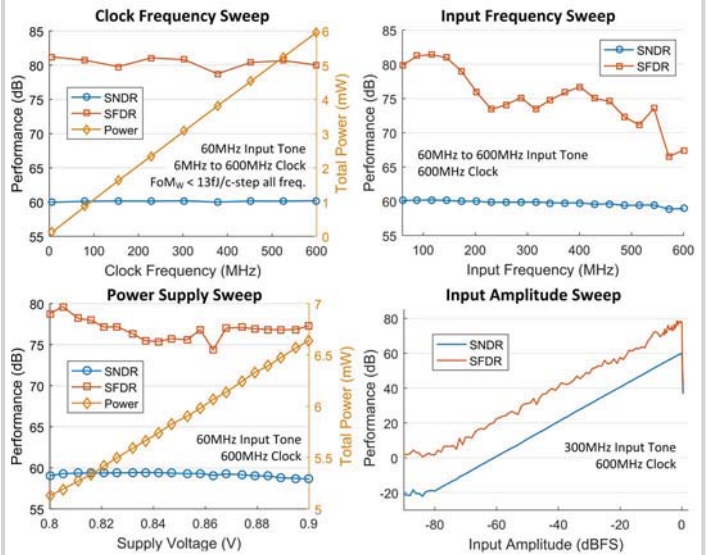 Clock Frequency Sweep
85
80
75
70
65
60
55
Performance (dB)
SNDR
SFDR
Power
60MHz Input Tone
6MHz to 600MHz Clock
FoMW < 13fJ/c-step all freq.
6
5
4
3
2
1
0
Total Power (mW)
0 100 200 300 400 500 600
Clock Frequency (MHz)
Input Frequency Sweep
85
80
75
70
65
60
55
Performance (dB)
SNDR
SFDR
60MHz to 600MHz Input Tone
600MHz Clock
100 200 300 400 500 600
Input Frequency (MHz)
Power Supply Sweep
80
75
70
65
60
55
Performance (dB)
SNDR
SFDR
Power
60MHz Input Tone
600MHz Clock
7
6.5
6
5.5
5
Total Power (mW)
0.8 0.82 0.84 0.86 0.88 0.9
Supply Voltage (V)
Input Amplitude Sweep
80
60
40
20
0
-20
Performance (dB)
SNDR
SFDR
300MHz Input Tone
600MHz Clock
-80 -60 -40 -20 0
Input Amplitude (dBFS)